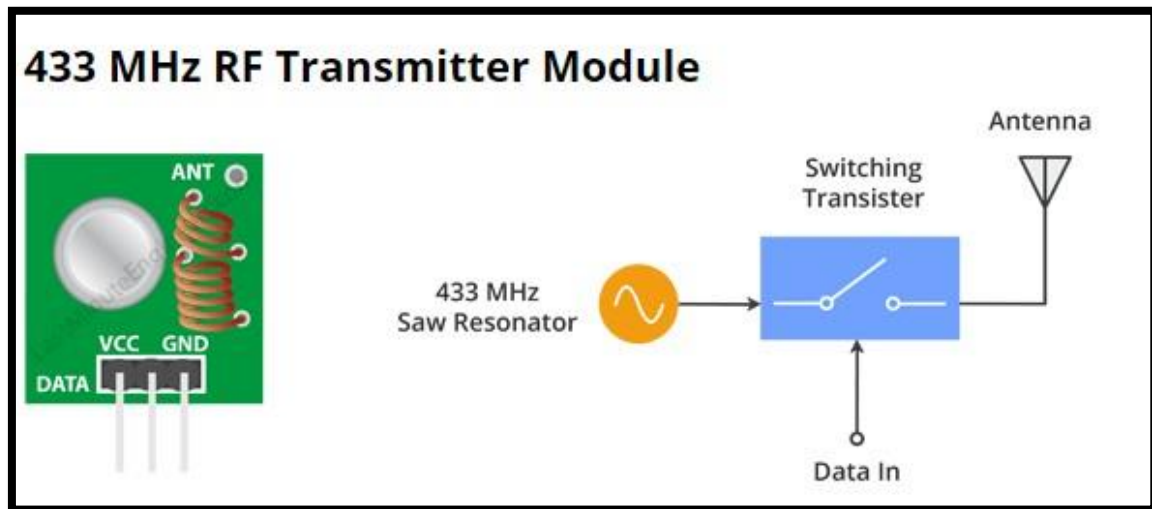 433 MHz RF Transmitter Module
ANT
VCC GND
DATA
433 MHz
Saw Resonator
Switching
Transister
Antenna
Data In